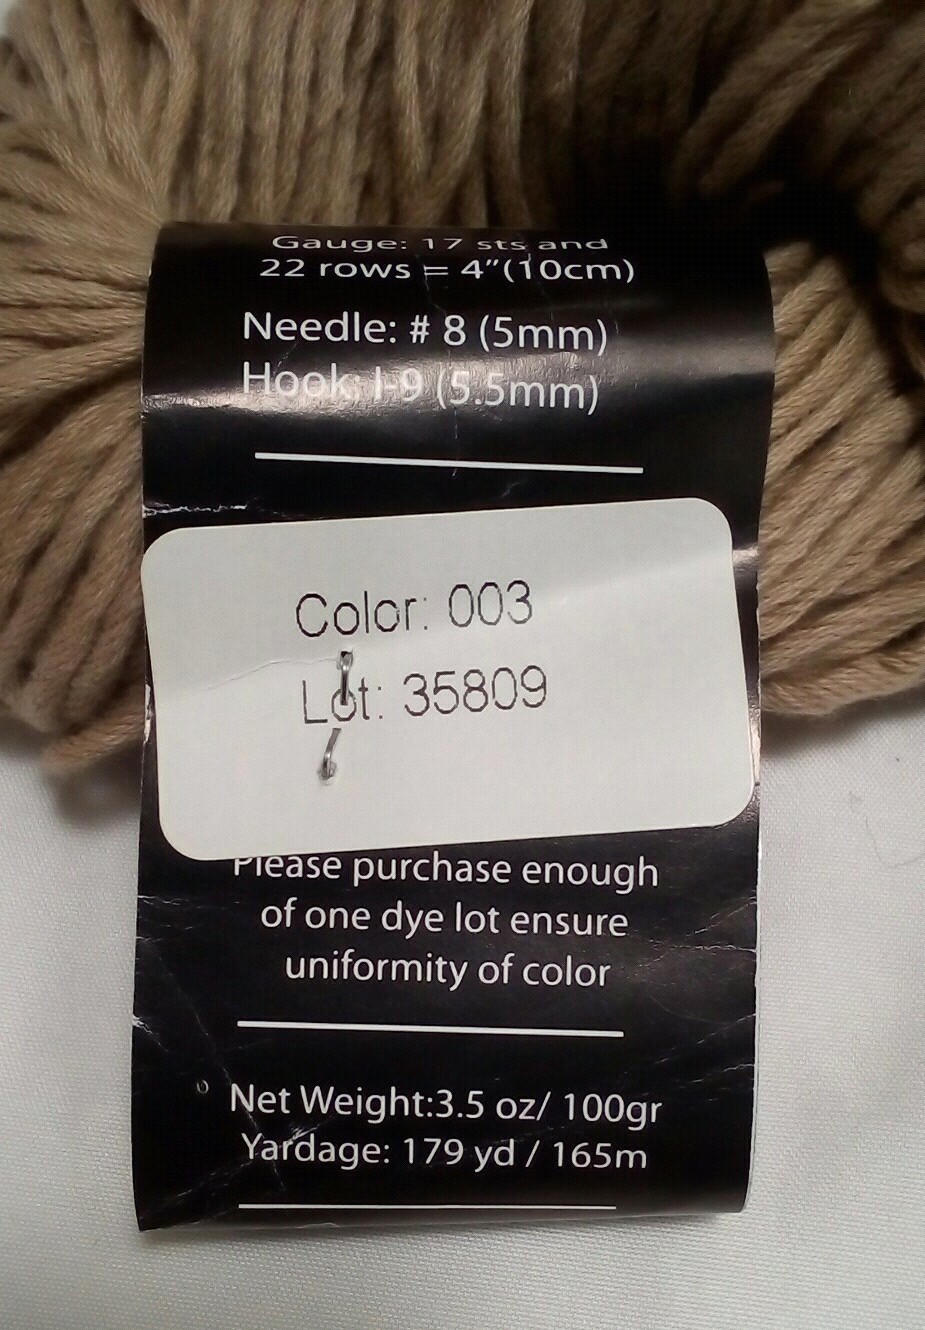 Gauge: 17 sts and
22 rows = 4"(10cm)
Needle: # 8 (5mm)
Hook: I-9 (5.5mm)
Color: 003
Lot: 35809
Please purchase enough
of one dye lot ensure
uniformity of color
Net Weight:3.5 oz/ 100gr
Yardage: 179 yd / 165m